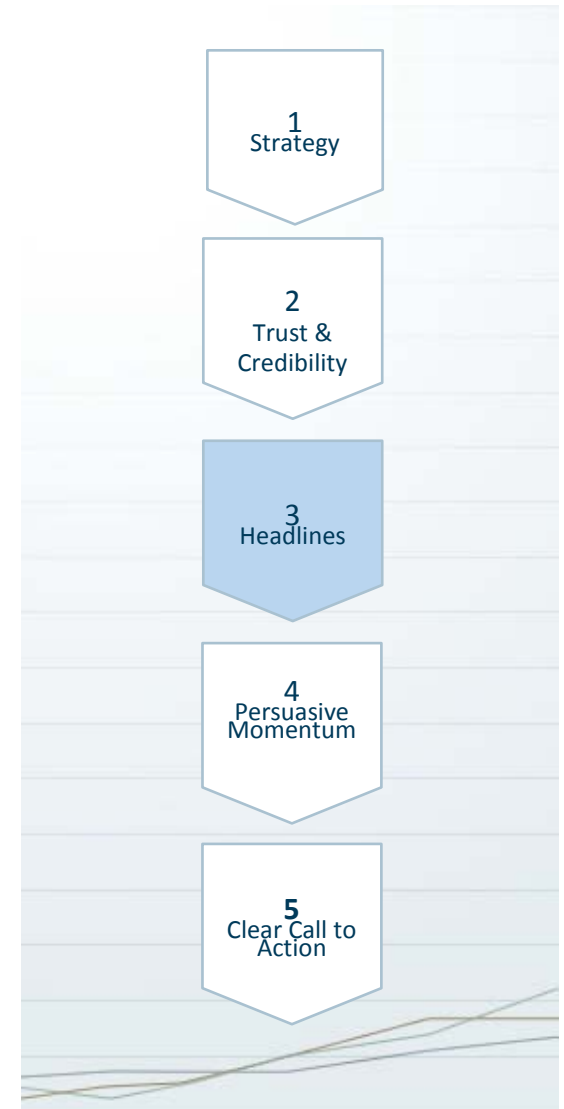 1
Strategy
2
Trust &
Credibility
3
Headlines
4
Persuasive
Momentum
5
Clear Call to
Action